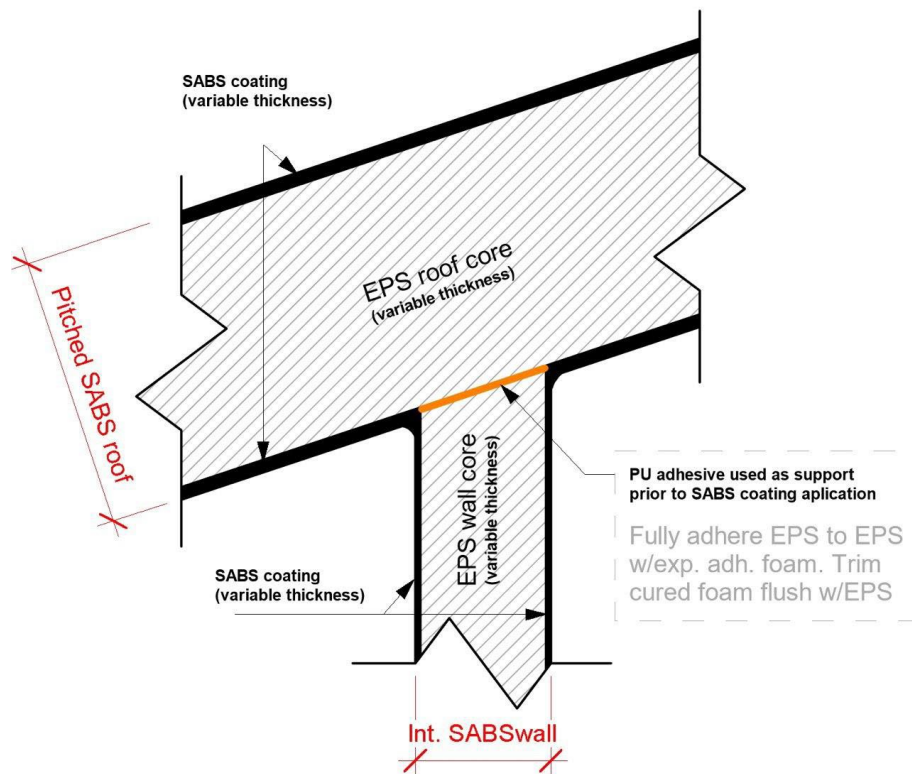 SABS coating
(variable thickness)
EPS roof core
(variable thickness)
Pitched SABS roof
EPS wall core
(variable thickness)
PU adhesive used as support
prior to SABS coating aplication
Fully adhere EPS to EPS
w/exp. adh. foam. Trim
cured foam flush w/EPS
SABS coating
(variable thickness)
Int. SABSwall